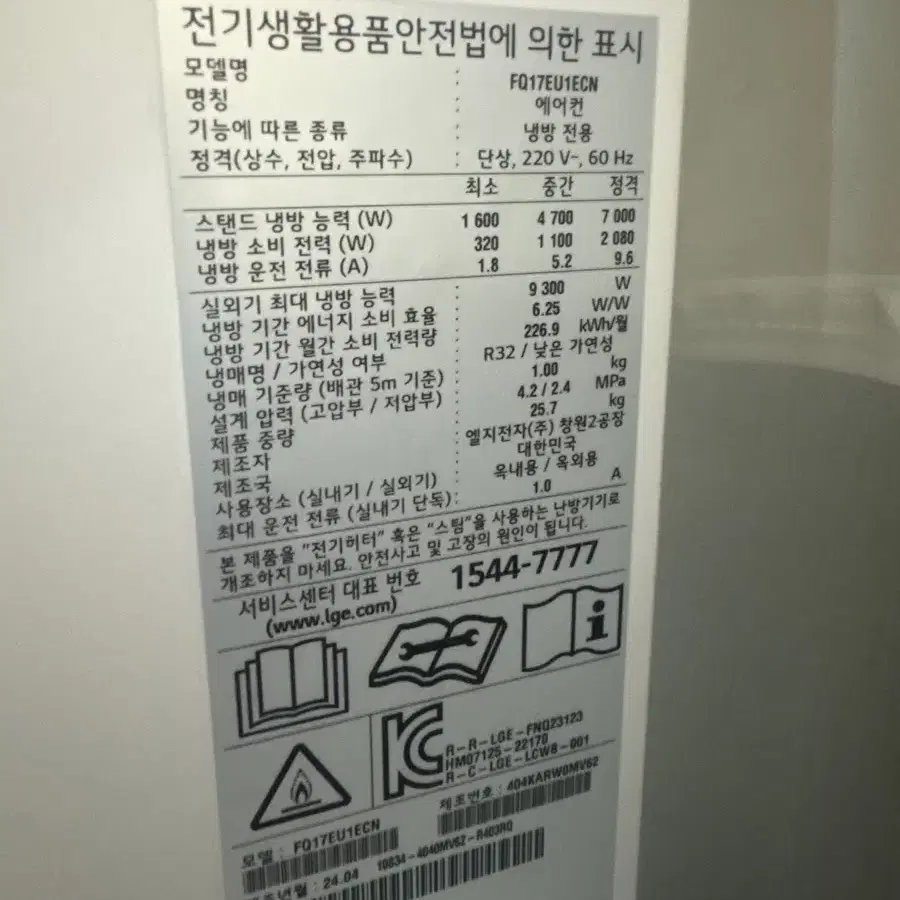 전기생활용품안전법에 의한 표시
모델명 : FQ17EU1ECN
명칭 : 에어컨
기능에 따른 종류 : 냉방 전용
정격(상수, 전압, 주파수) : 단상, 220 V~, 60 Hz
최소 중간 정격
스탠드 냉방 능력 (W) 1 600 4 700 7 000
냉방 소비 전력 (W) 320 1 100 2 080
냉방 운전 전류 (A) 1.8 5.2 9.6
실외기 최대 냉방 능력 : 9 300 W
냉방 기간 에너지 소비 효율 : 6.25 W/W
냉방 기간 월간 소비 전력량 : 226.9 kWh/월
냉매명 / 가연성 여부 : R32 / 낮은 가연성
냉매 기준량 (배관 5m 기준) : 1.00 kg
설계 압력 (고압부 / 저압부) : 4.2 / 2.4 MPa
제품 중량 : 25.7 kg
제조자 : 엘지전자(주) 창원2공장
제조국 : 대한민국
사용장소 (실내기 / 실외기) : 옥내용 / 옥외용
최대 운전 전류 (실내기 단독) : 1.0 A
본 제품을 "전기히터" 혹은 "스팀"을 사용하는 난방기기로
개조하지 마세요. 안전사고 및 고장의 원인이 됩니다.
서비스센터 대표 번호 1544-7777
(www.lge.com)
R-R-LGE-FNQ23123
HM07125-22170
R-C-LGE-LCW8-001
모델 : FQ17EU1ECN
제조번호 : 404KARW0MV62
제조년월 : 24.04 10834-4040MV62-R403RQ